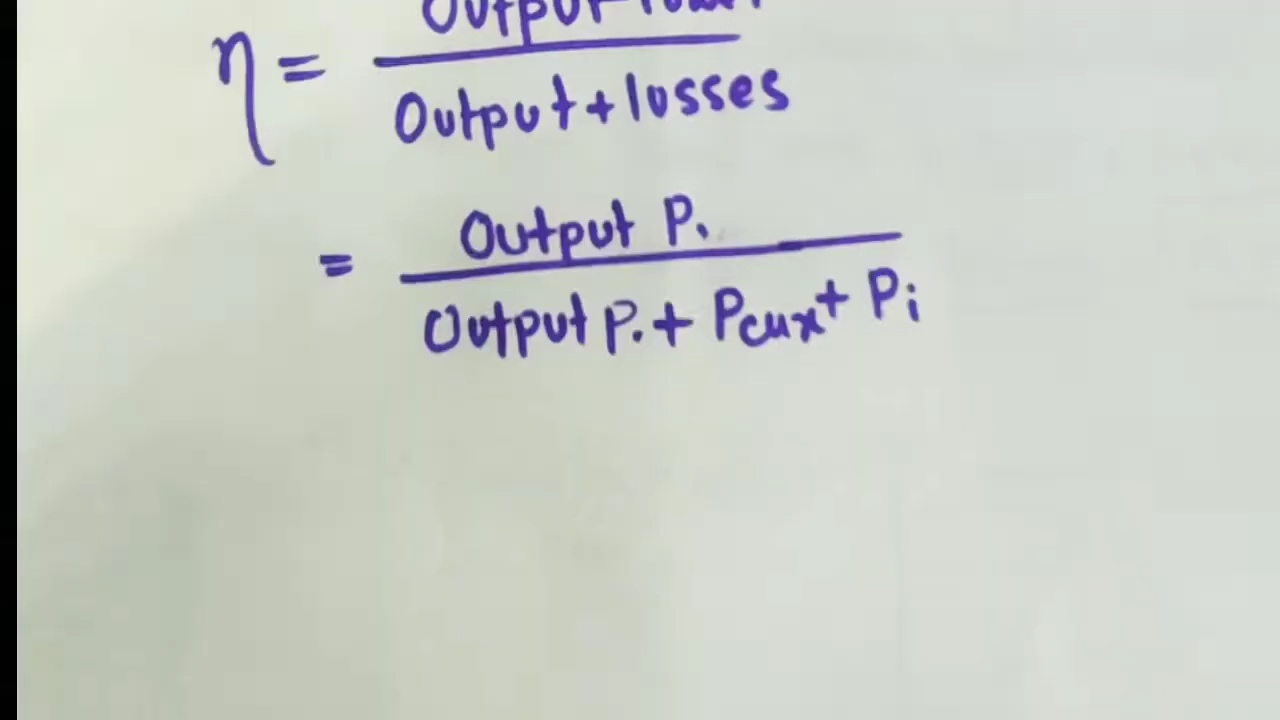 Output
η =
Output + losses
= Output P.
Output P. + Pcux + Pi